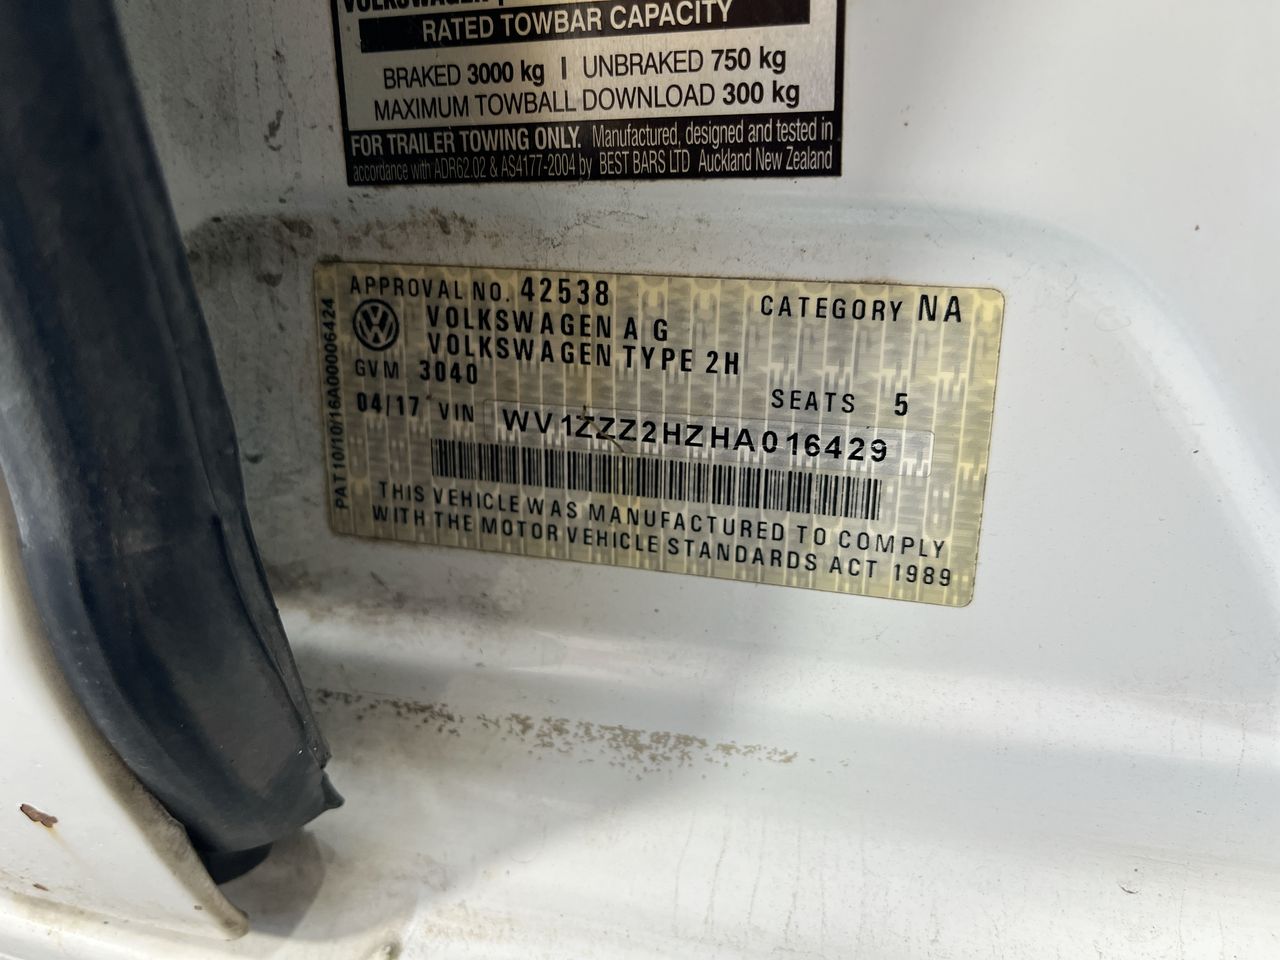 VOLKSWAGEN
RATED TOWBAR CAPACITY
BRAKED 3000 kg | UNBRAKED 750 kg
MAXIMUM TOWBALL DOWNLOAD 300 kg
FOR TRAILER TOWING ONLY. Manufactured, designed and tested in
accordance with ADR62.02 & AS4177-2004 by BEST BARS LTD Auckland New Zealand
APPROVAL NO. 42538 CATEGORY NA
VOLKSWAGEN A G
VOLKSWAGEN TYPE 2H
GVM 3040
SEATS 5
04/17 VIN WV1ZZZ2HZHA016429
THIS VEHICLE WAS MANUFACTURED TO COMPLY
WITH THE MOTOR VEHICLE STANDARDS ACT 1989
PAT10/10/16A000006424